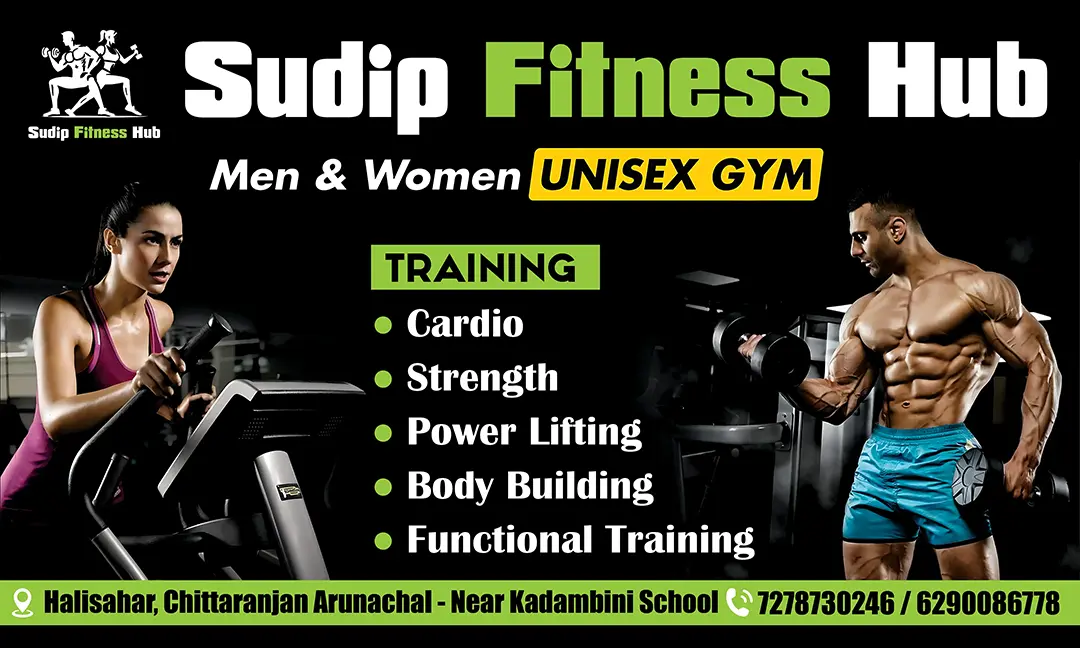 Sudip Fitness Hub
Sudip Fitness Hub
Men & Women UNISEX GYM
TRAINING
• Cardio
• Strength
• Power Lifting
• Body Building
• Functional Training
Halisahar, Chittaranjan Arunachal - Near Kadambini School 7278730246 / 6290086778